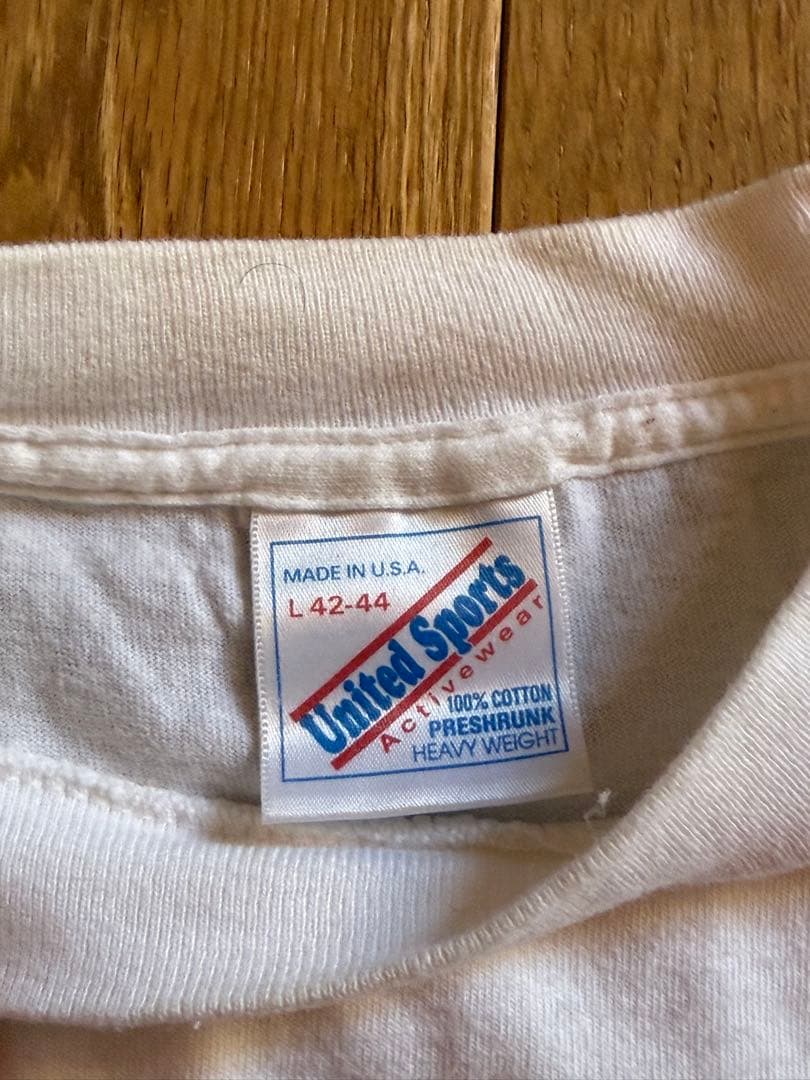 MADE IN U.S.A.
L 42-44
United Sports
Activewear
100% COTTON
PRESHRUNK
HEAVY WEIGHT